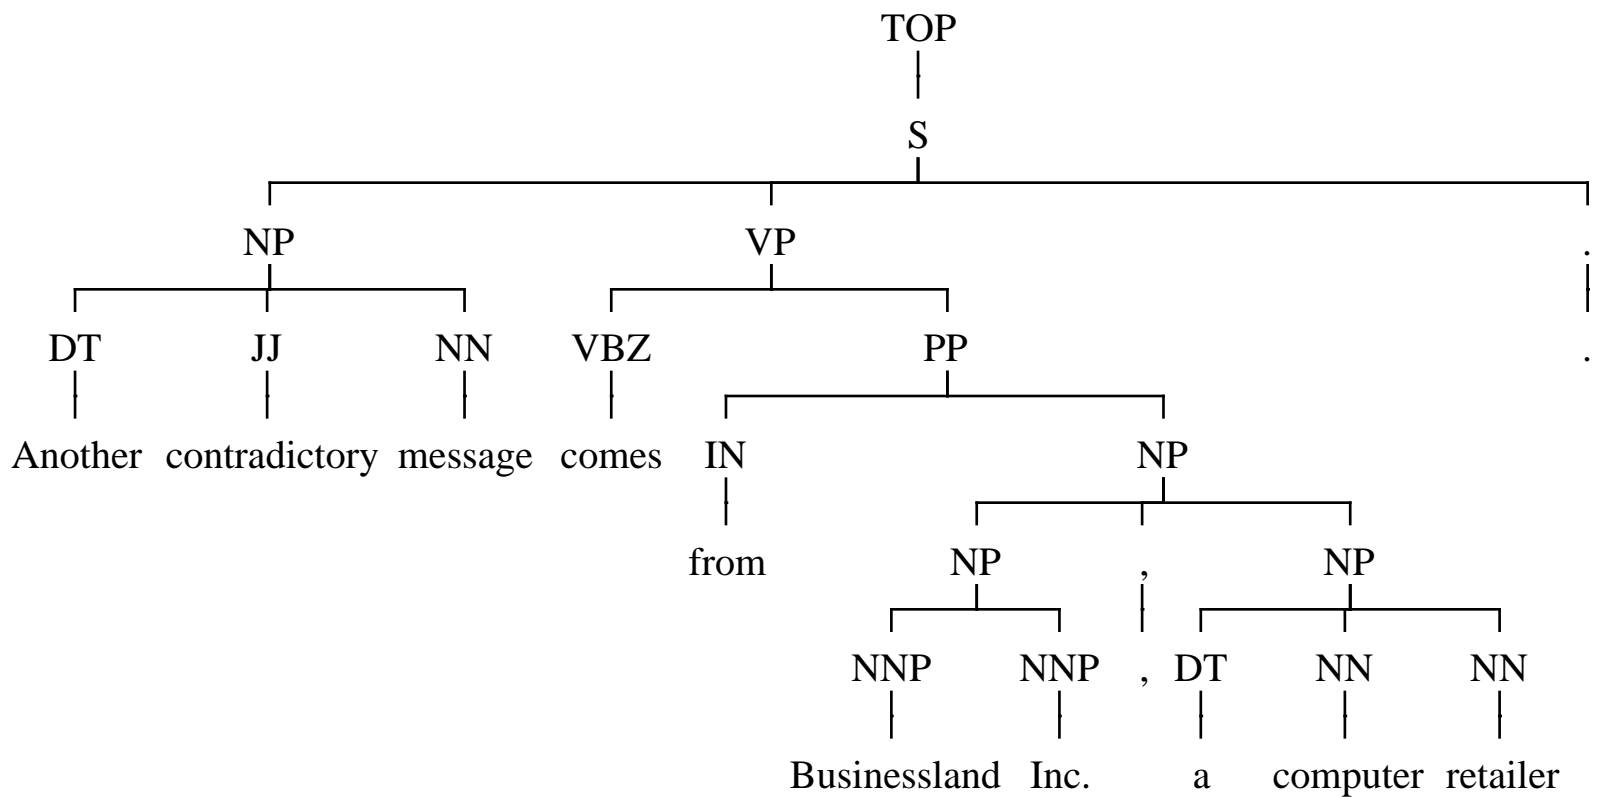 TOP
S
NP VP .
DT JJ NN VBZ PP .
Another contradictory message comes IN NP
from NP , NP
NNP NNP , DT NN NN
Businessland Inc. a computer retailer